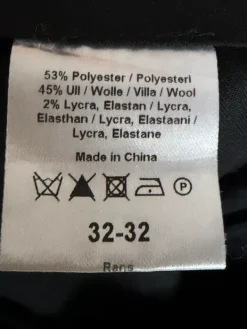 53% Polyester / Polyesteri
45% Ull / Wolle / Villa / Wool
2% Lycra, Elastan / Lycra,
Elasthan / Lycra, Elastaani /
Lycra, Elastane
Made in China
P
32-32